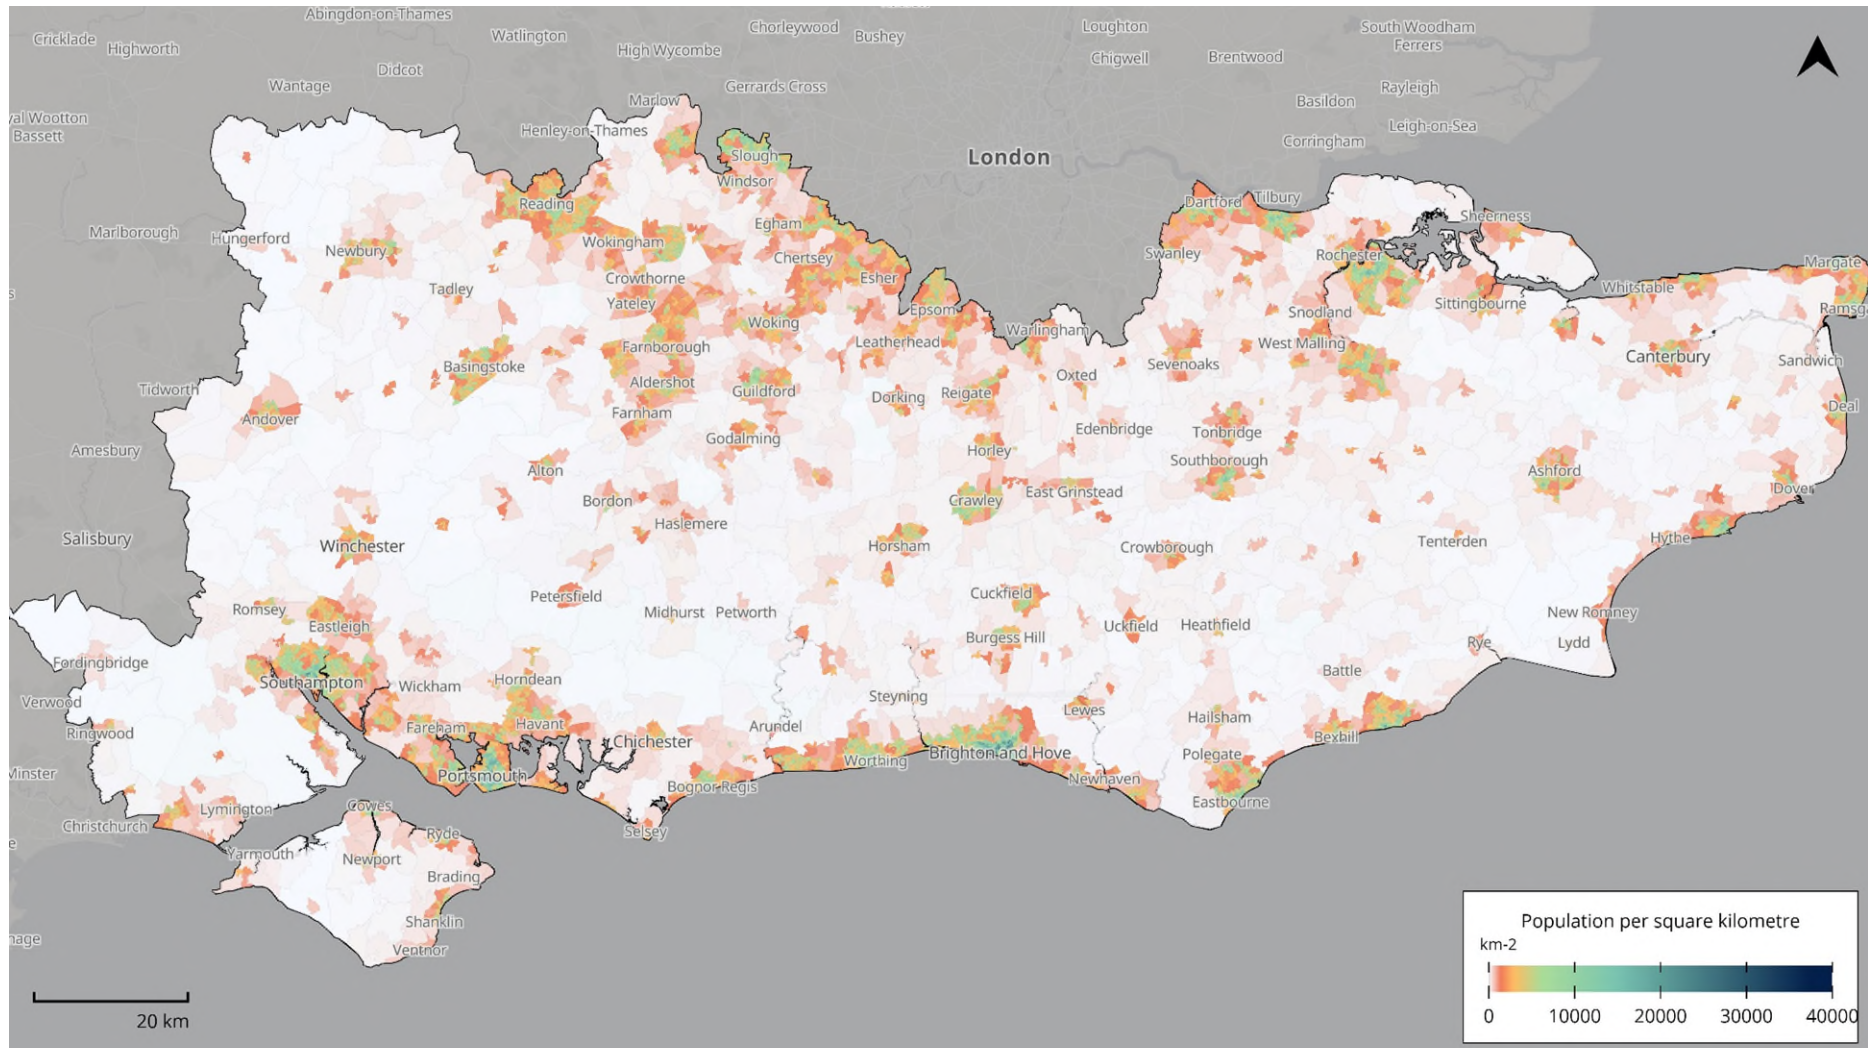 Abingdon-on-Thames
Cricklade
Highworth
Watlington
Chorleywood
Bushey
Loughton
South Woodham
Ferrers
High Wycombe
Chigwell
Brentwood
Didcot
Wantage
Gerrards Cross
Rayleigh
Marlow
Basildon
yal Wootton
Bassett
Henley-on-Thames
Leigh-on-Sea
Corringham
London
Slough
Windsor
Reading
Dartford
Tilbury
Sheerness
Egham
Marlborough
Hungerford
Newbury
Wokingham
Chertsey
Swanley
Rochester
Margate
Crowthorne
Esher
Tadley
Whitstable
Yateley
Sittingbourne
Epsom
Snodland
Ramsga
Woking
Warlingham
Farnborough
Leatherhead
West Malling
Canterbury
Basingstoke
Sevenoaks
Sandwich
Oxted
Tidworth
Aldershot
Guildford
Dorking
Reigate
Deal
Andover
Farnham
Edenbridge
Tonbridge
Godalming
Amesbury
Horley
Southborough
Alton
Ashford
Bordon
Crawley
East Grinstead
Dover
Haslemere
Salisbury
Winchester
Horsham
Crowborough
Tenterden
Hythe
Petersfield
Cuckfield
Romsey
Midhurst
Petworth
New Romney
Eastleigh
Uckfield
Heathfield
Burgess Hill
Rye
Lydd
Fordingbridge
Battle
Southampton
Wickham
Horndean
Verwood
Steyning
Lewes
Hailsham
Ringwood
Fareham
Havant
Arundel
Bexhill
Chichester
Brighton and Hove
Polegate
Worthing
Minster
Portsmouth
Newhaven
Bognor Regis
Eastbourne
Cowes
Lymington
Christchurch
Ryde
Selsey
Yarmouth
Newport
Brading
Shanklin
nage
Ventnor
Population per square kilometre
km-2
0 10000 20000 30000 40000
20 km